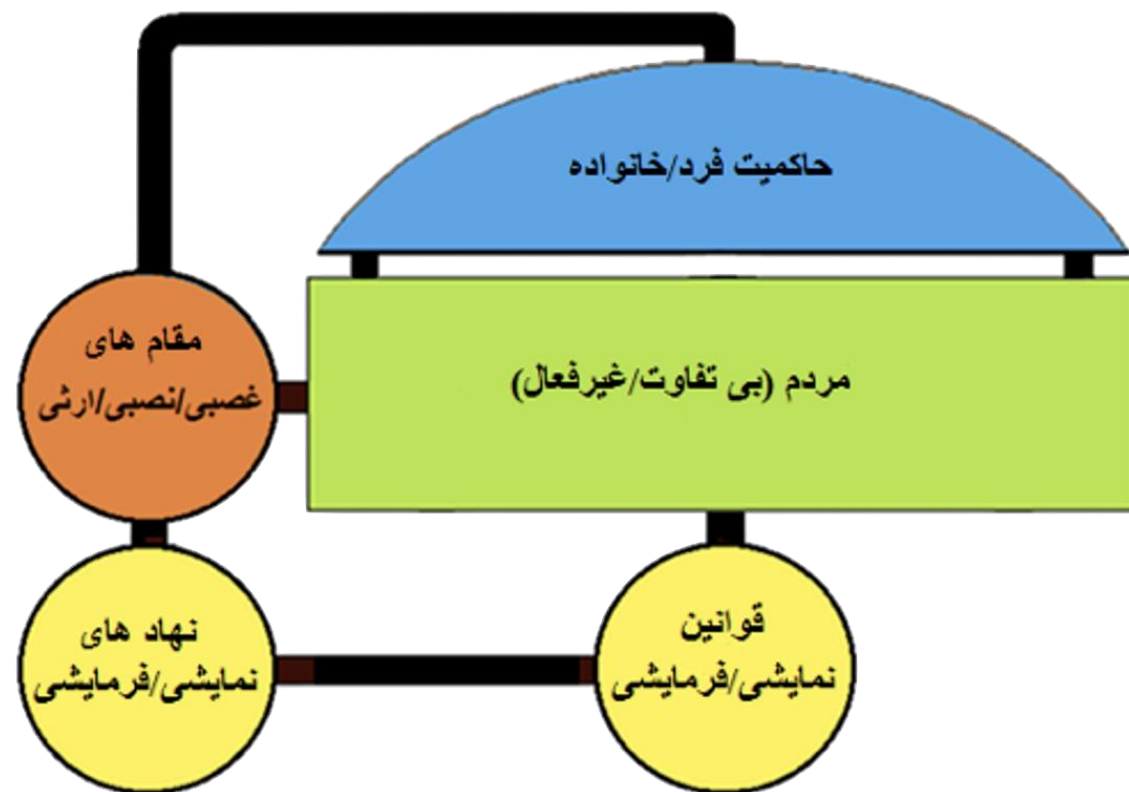 حاکمیت فرد/خانواده
مردم (بی تفاوت/غیرفعال)
مقام های
غصبی/نصبی/ارثی
نهاد های
نمایشی/فرمایشی
قوانین
نمایشی/فرمایشی